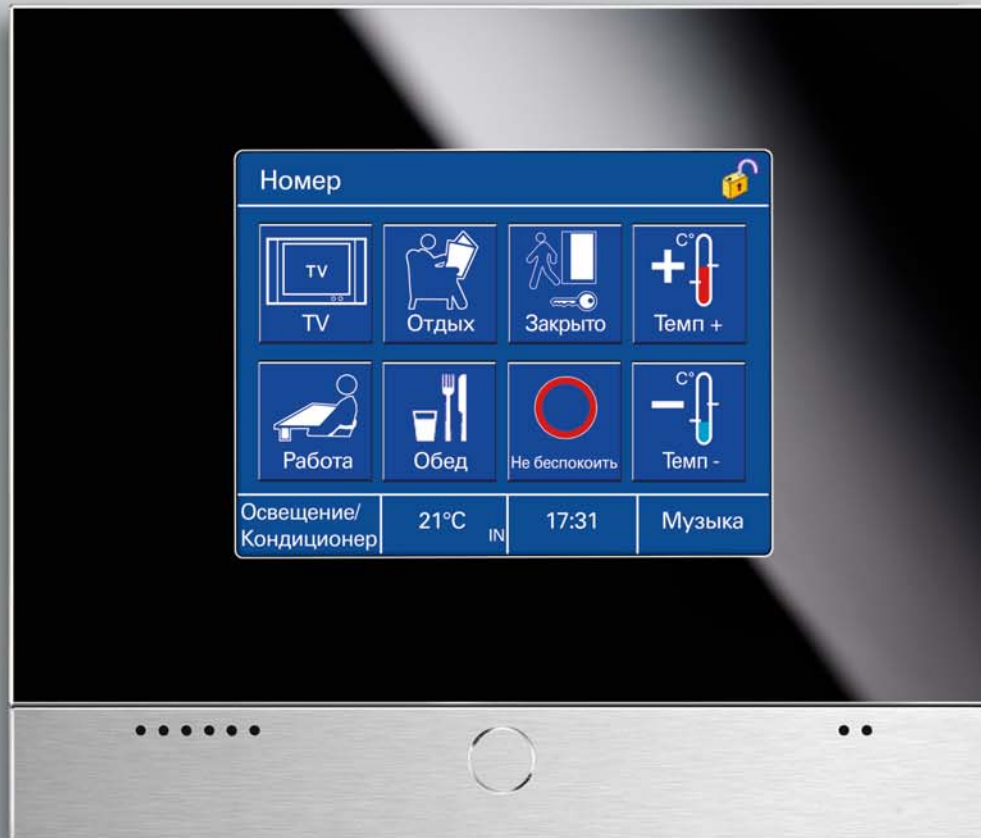 Номер
TV
TV
Отдых
Закрыто
C°
Темп +
Работа
Обед
Не беспокоить
C°
Темп -
Освещение/
Кондиционер
21°C
IN
17:31
Музыка